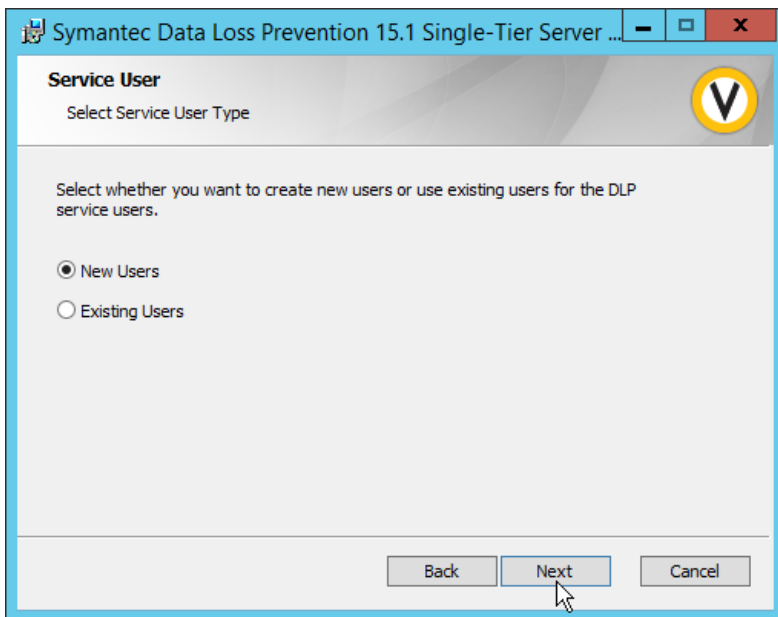 Symantec Data Loss Prevention 15.1 Single-Tier Server ...
Service User
Select Service User Type
V
Select whether you want to create new users or use existing users for the DLP
service users.
New Users
Existing Users
Back Next Cancel